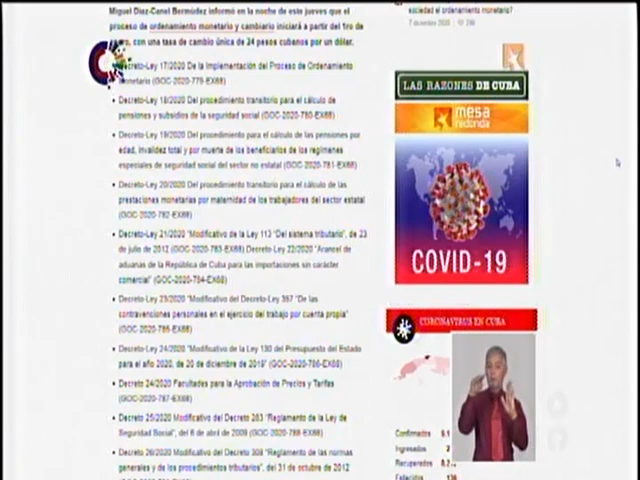 Miguel Díaz-Canel Bermúdez informó en la noche de este jueves que el
proceso de ordenamiento monetario y cambiario iniciará a partir del 1ro de
con una tasa de cambio única de 24 pesos cubanos por un dólar.
Decreto-Ley 17/2020 De la Implementación del Proceso de Ordenamiento
Monetario (GOC-2020-779-EX68)
Decreto-Ley 18/2020 Del procedimiento transitorio para el cálculo de
pensiones y subsidios de la seguridad social (GOC-2020-780-EX68)
Decreto-Ley 19/2020 Del procedimiento para el cálculo de las pensiones por
edad, invalidez total y por muerte de los beneficiarios de los regímenes
especiales de seguridad social del sector no estatal (GOC-2020-781-EX68)
Decreto-Ley 20/2020 Del procedimiento transitorio para el cálculo de las
prestaciones monetarias por maternidad de los trabajadores del sector estatal
(GOC-2020-782-EX68)
Decreto-Ley 21/2020 "Modificativo de la Ley 113 "Del sistema tributario", de 23
de julio de 2012 (GOC-2020-783-EX68) Decreto-Ley 22/2020 "Arancel de
aduanas de la República de Cuba para las importaciones sin carácter
comercial" (GOC-2020-784-EX68)
Decreto-Ley 23/2020 "Modificativo del Decreto-Ley 357 "De las
contravenciones personales en el ejercicio del trabajo por cuenta propia"
(GOC-2020-785-EX68)
Decreto-Ley 24/2020 "Modificativo de la Ley 130 del Presupuesto del Estado
para el año 2020, de 20 de diciembre de 2019" (GOC-2020-786-EX68)
Decreto 24/2020 Facultades para la Aprobación de Precios y Tarifas
(GOC-2020-787-EX68)
Decreto 25/2020 Modificativo del Decreto 283 "Reglamento de la Ley de
Seguridad Social", del 6 de abril de 2009 (GOC-2020-788-EX68)
Decreto 26/2020 Modificativo del Decreto 308 "Reglamento de las normas
generales y de los procedimientos tributarios", del 31 de octubre de 2012
sociedad el ordenamiento monetario?
7 diciembre 2020
LAS RAZONES DE CUBA
mesa
redonda
COVID-19
CORONAVIRUS EN CUBA
Confirmados
Ingresados
Recuperados
Fallecidos 136